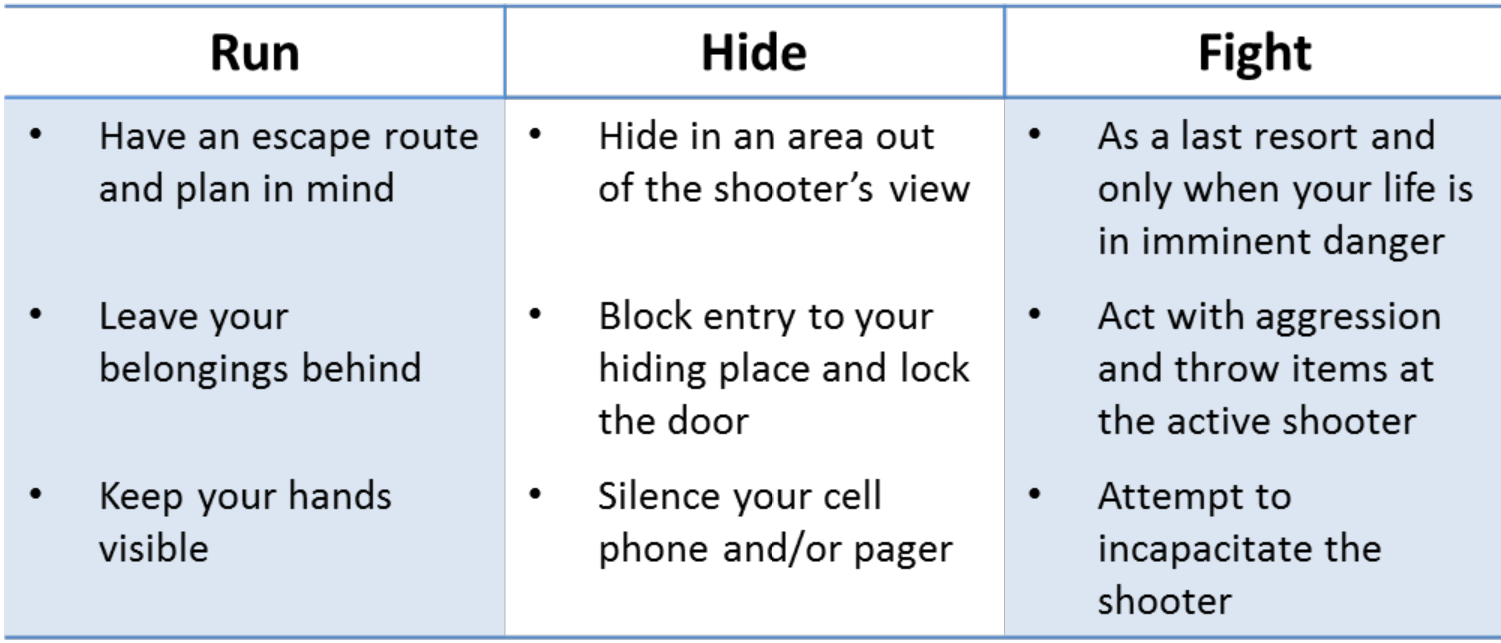 Run
Hide
Fight
• Have an escape route
and plan in mind
• Hide in an area out
of the shooter’s view
• As a last resort and
only when your life is
in imminent danger
• Leave your
belongings behind
• Block entry to your
hiding place and lock
the door
• Act with aggression
and throw items at
the active shooter
• Keep your hands
visible
• Silence your cell
phone and/or pager
• Attempt to
incapacitate the
shooter